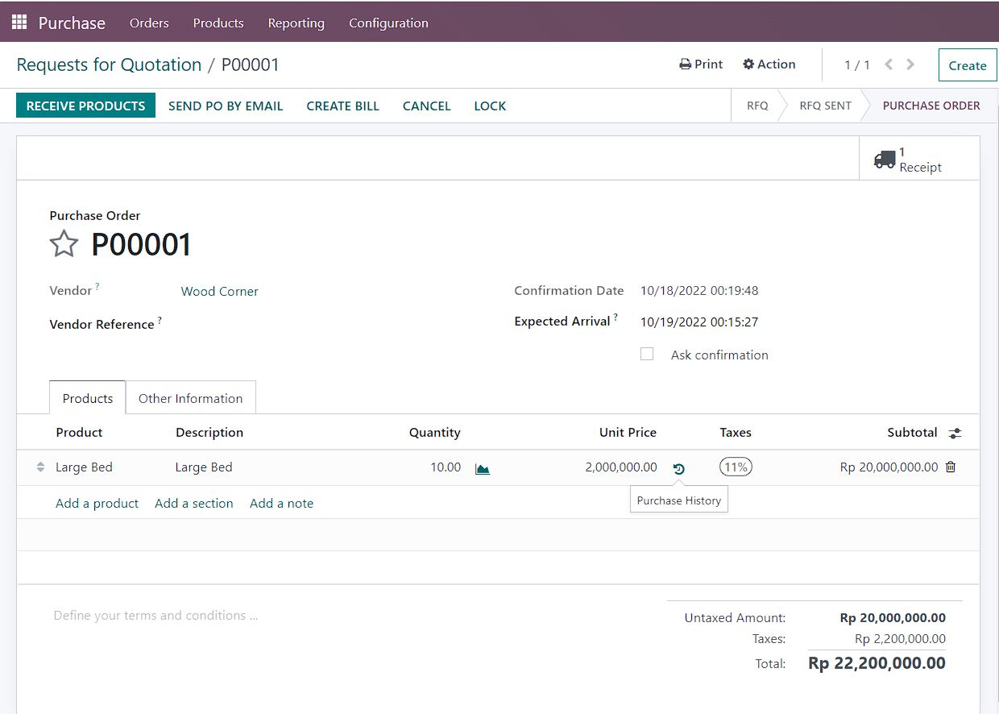 Purchase Orders Products Reporting Configuration
Requests for Quotation / P00001 Print Action 1 / 1 Create
RECEIVE PRODUCTS SEND PO BY EMAIL CREATE BILL CANCEL LOCK RFQ RFQ SENT PURCHASE ORDER
1
Receipt
Purchase Order
P00001
Vendor ? Wood Corner Confirmation Date 10/18/2022 00:19:48
Vendor Reference ? Expected Arrival ? 10/19/2022 00:15:27
Ask confirmation
Products Other Information
Product Description Quantity Unit Price Taxes Subtotal
Large Bed Large Bed 10.00 2,000,000.00 11% Rp 20,000,000.00
Add a product Add a section Add a note Purchase History
Define your terms and conditions ... Untaxed Amount: Rp 20,000,000.00
Taxes: Rp 2,200,000.00
Total: Rp 22,200,000.00